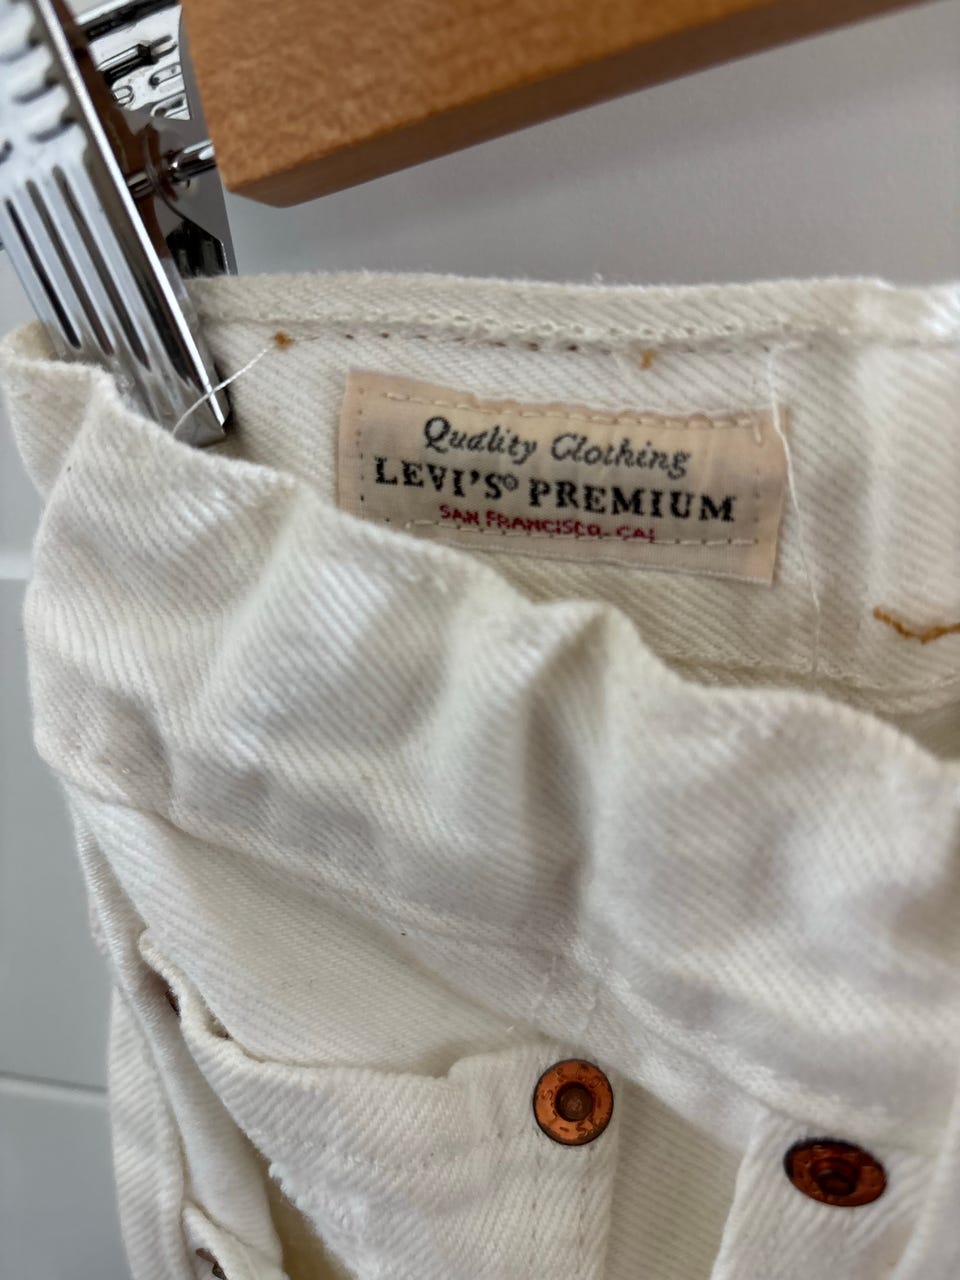 Quality Clothing
LEVI'S® PREMIUM
SAN FRANCISCO, CAL